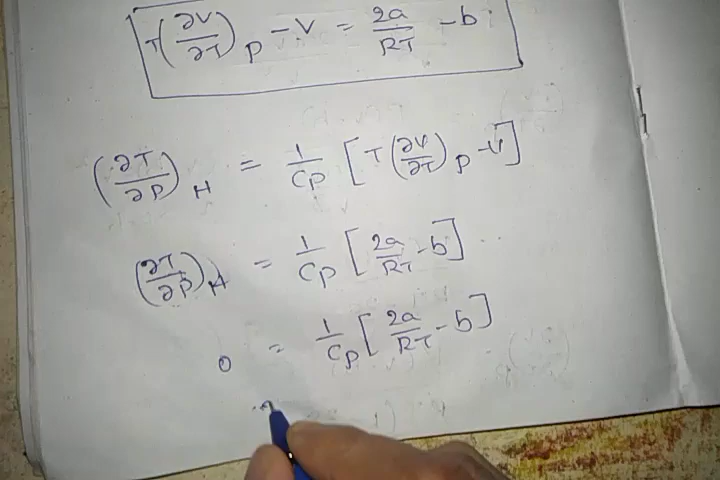 T(∂V/∂T)P - V = 2a/RT - b
(∂T/∂P)H = 1/CP [T(∂V/∂T)P - V]
(∂T/∂P)H = 1/CP [2a/RT - b]
0 = 1/CP [2a/RT - b]